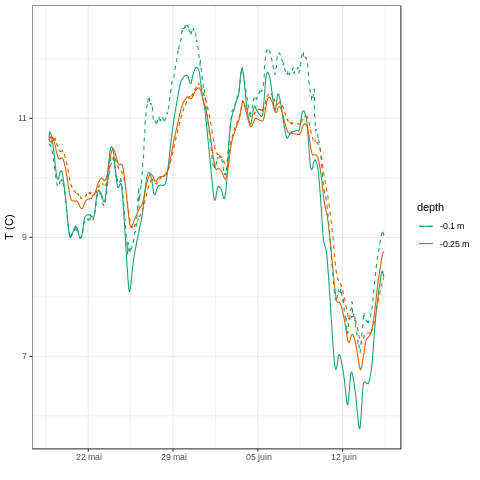 11
9
7
T (C)
22 mai
29 mai
05 juin
12 juin
depth
-0.1 m
-0.25 m